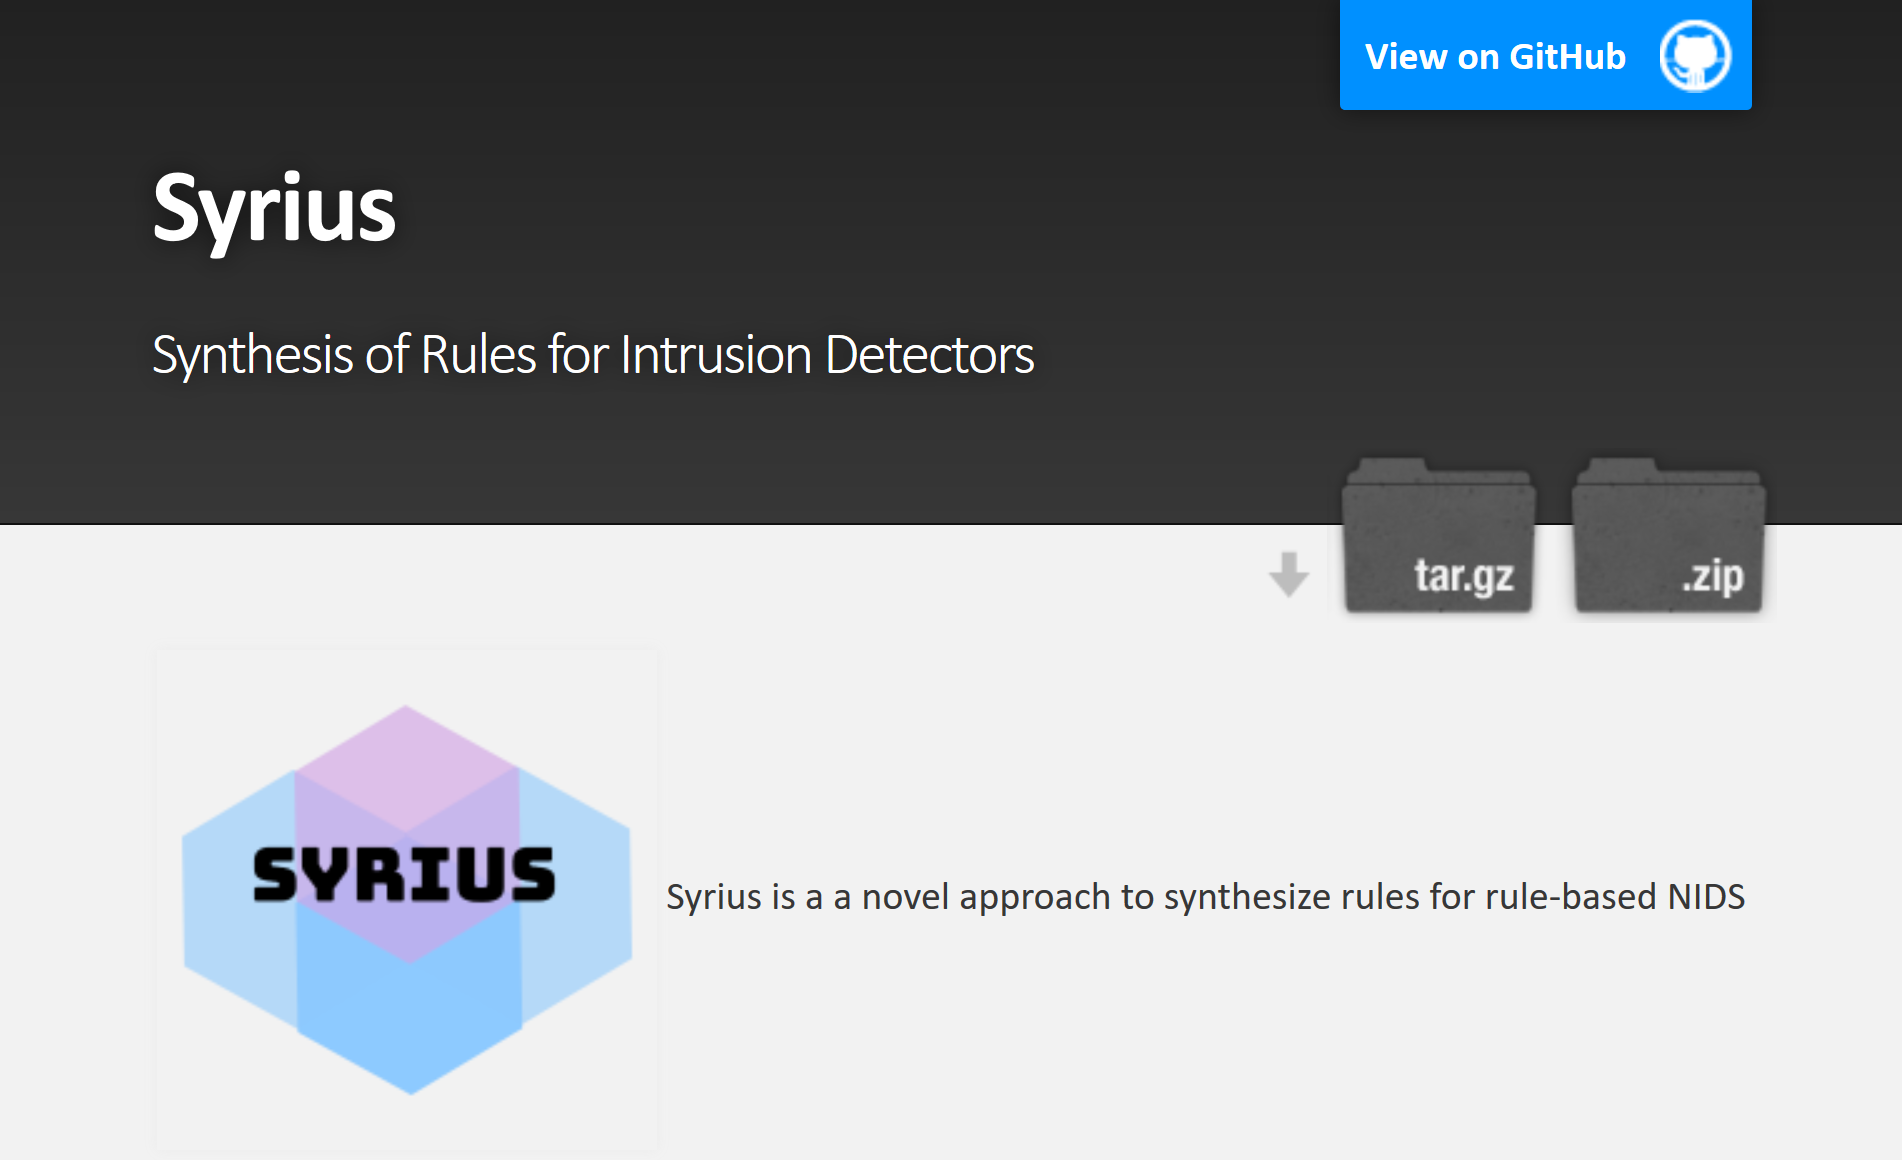 View on GitHub
Syrius
Synthesis of Rules for Intrusion Detectors
tar.gz
.zip
SYRIUS
Syrius is a a novel approach to synthesize rules for rule-based NIDS